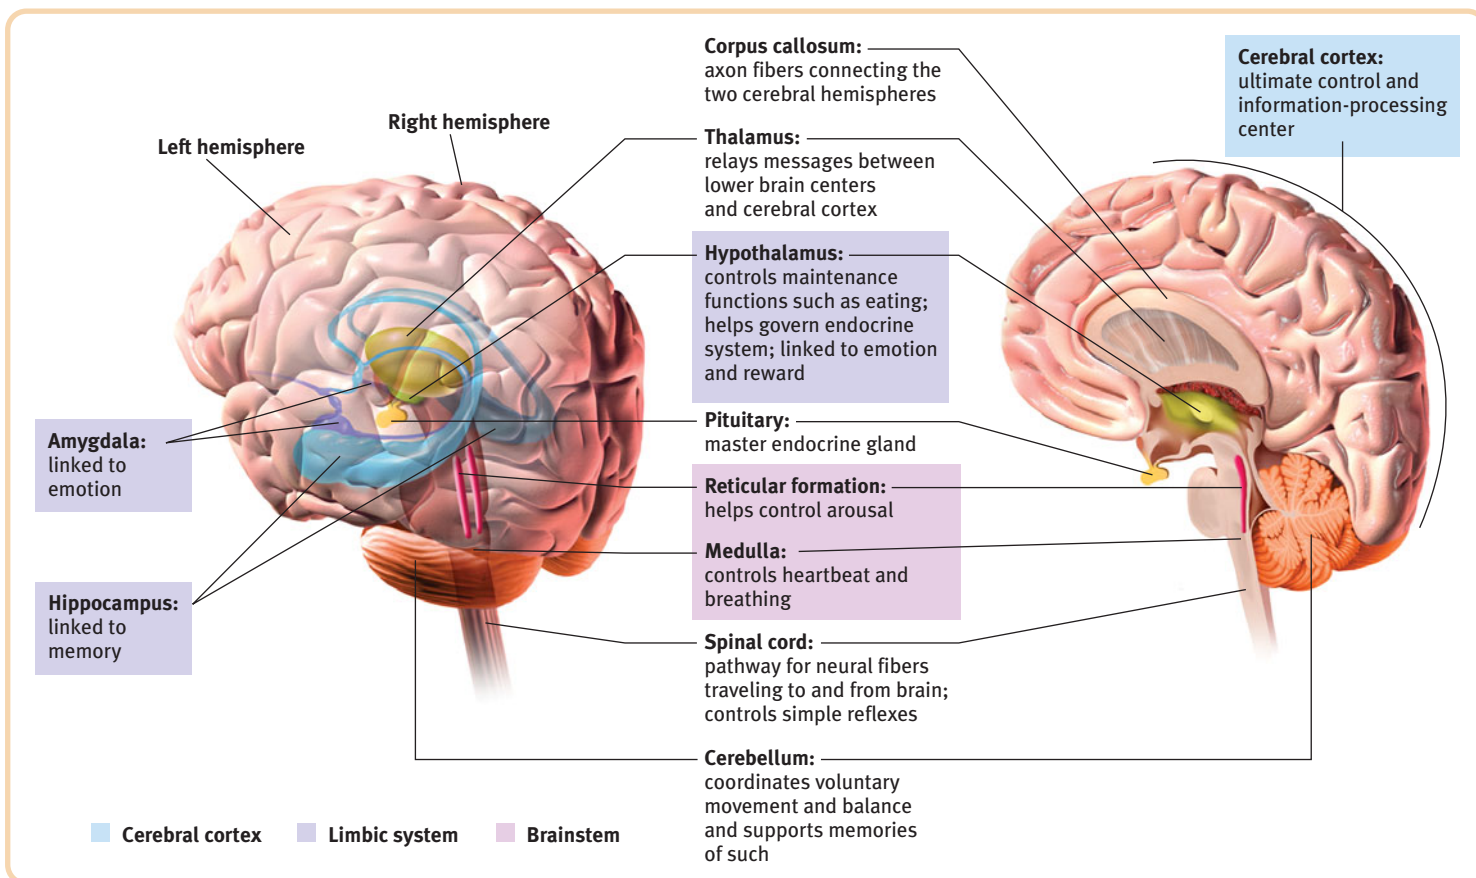 Left hemisphere
Right hemisphere
Corpus callosum:
axon fibers connecting the
two cerebral hemispheres
Thalamus:
relays messages between
lower brain centers
and cerebral cortex
Hypothalamus:
controls maintenance
functions such as eating;
helps govern endocrine
system; linked to emotion
and reward
Pituitary:
master endocrine gland
Reticular formation:
helps control arousal
Medulla:
controls heartbeat and
breathing
Spinal cord:
pathway for neural fibers
traveling to and from brain;
controls simple reflexes
Cerebellum:
coordinates voluntary
movement and balance
and supports memories
of such
Cerebral cortex:
ultimate control and
information-processing
center
Amygdala:
linked to
emotion
Hippocampus:
linked to
memory
Cerebral cortex
Limbic system
Brainstem